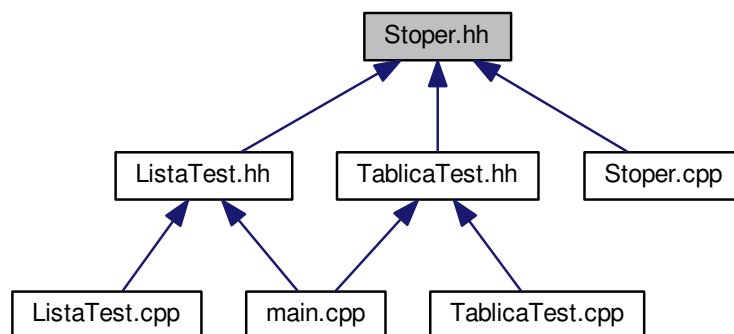 Stoper.hh
ListaTest.hh
TablicaTest.hh
Stoper.cpp
ListaTest.cpp
main.cpp
TablicaTest.cpp